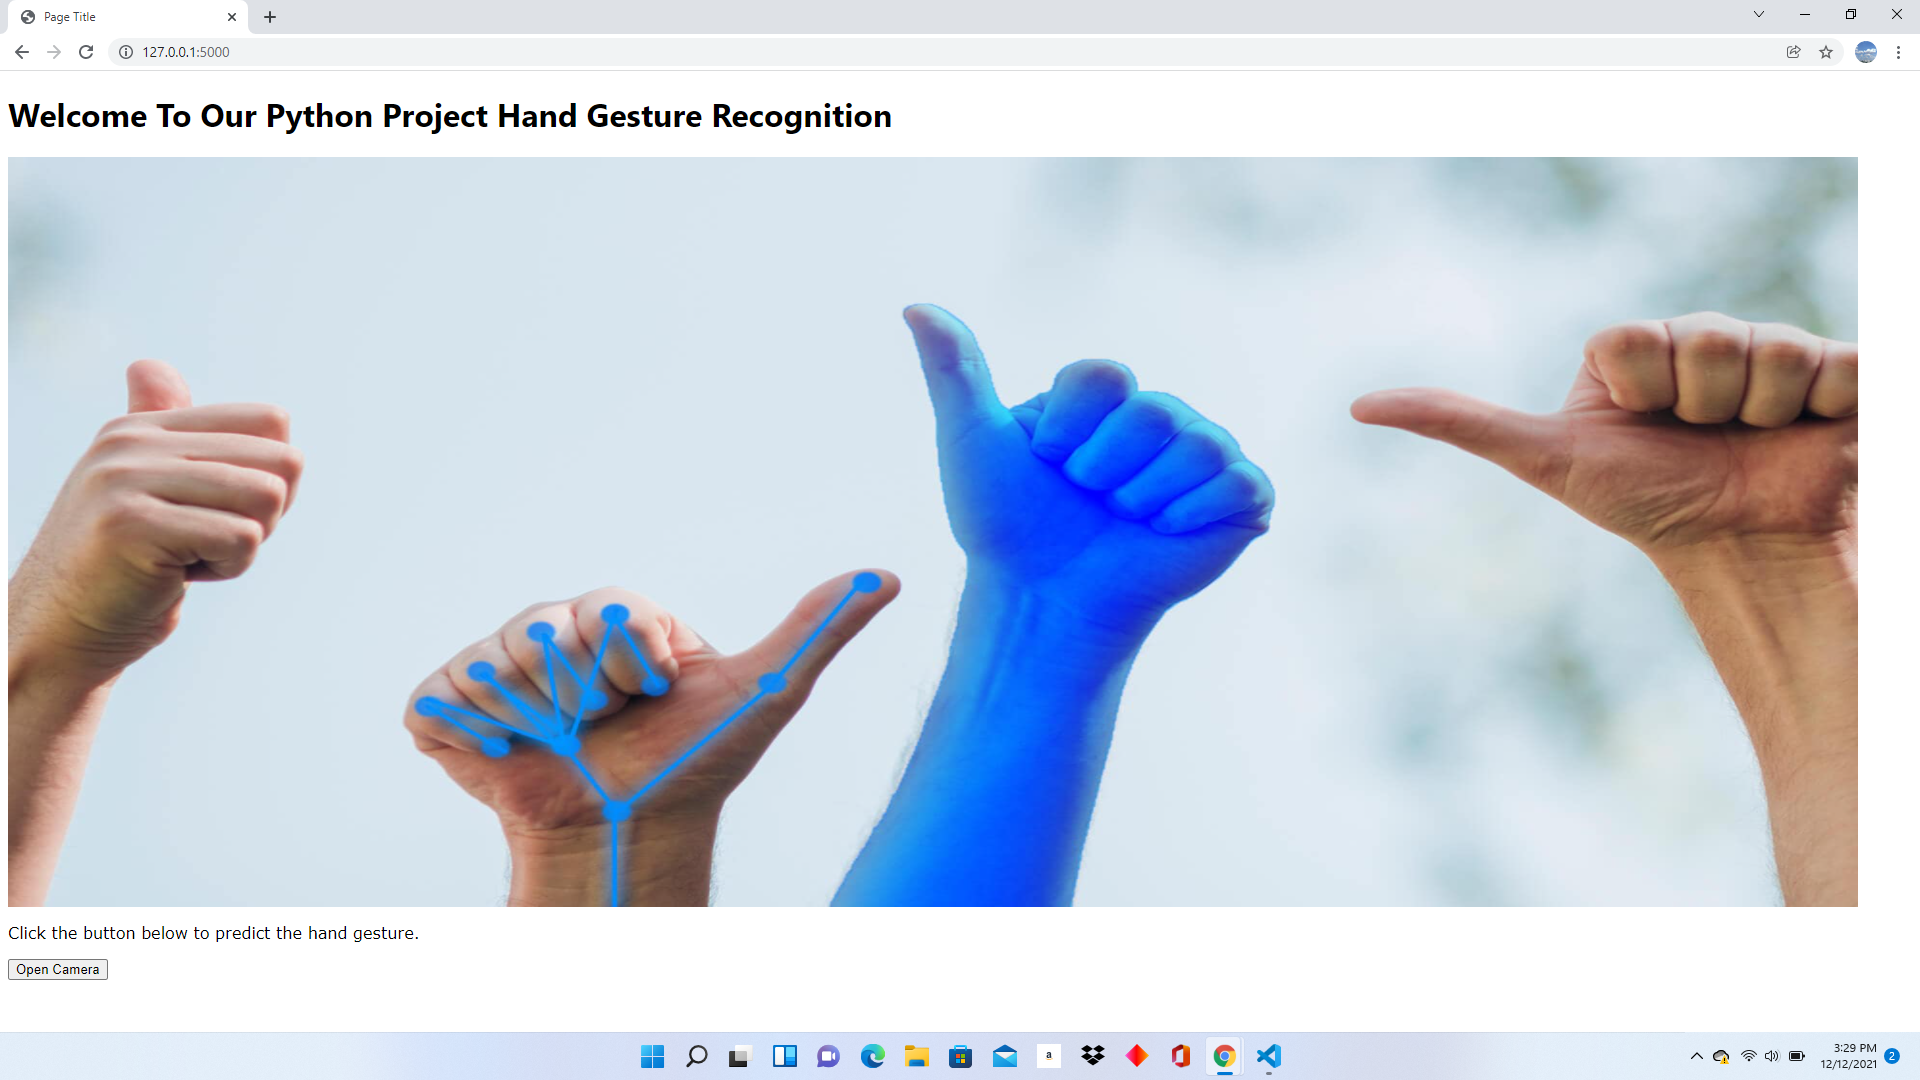 Page Title
127.0.0.1:5000
Welcome To Our Python Project Hand Gesture Recognition
Click the button below to predict the hand gesture.
Open Camera
a
3:29 PM
12/12/2021
2